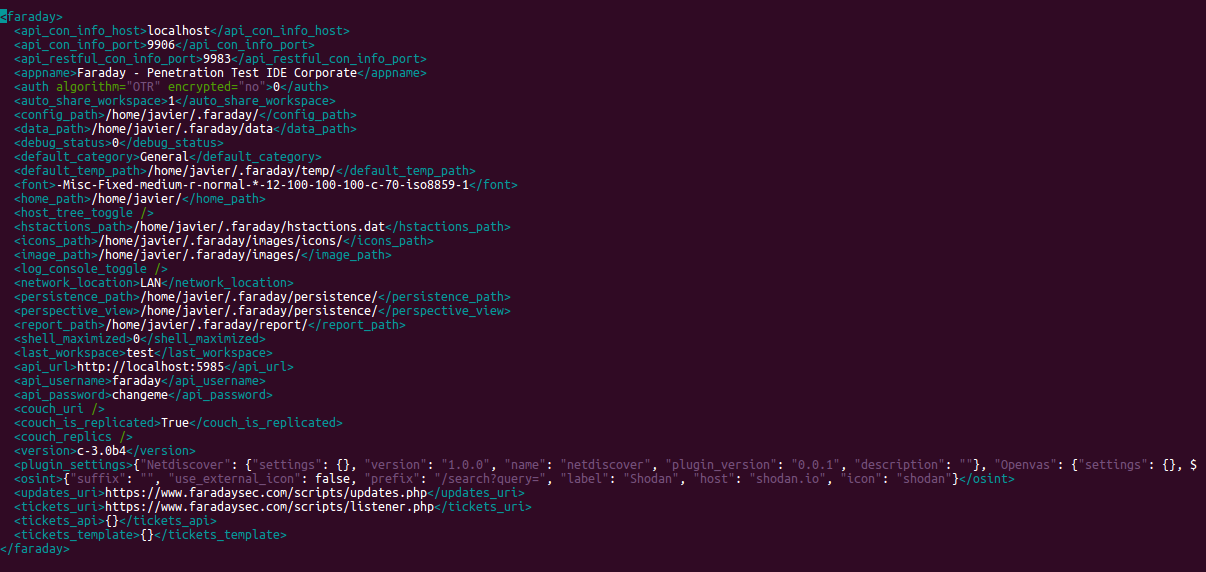 <faraday>
  <api_con_info_host>localhost</api_con_info_host>
  <api_con_info_port>9906</api_con_info_port>
  <api_restful_con_info_port>9983</api_restful_con_info_port>
  <appname>Faraday - Penetration Test IDE Corporate</appname>
  <auth algorithm="OTR" encrypted="no">0</auth>
  <auto_share_workspace>1</auto_share_workspace>
  <config_path>/home/javier/.faraday/</config_path>
  <data_path>/home/javier/.faraday/data</data_path>
  <debug_status>0</debug_status>
  <default_category>General</default_category>
  <default_temp_path>/home/javier/.faraday/temp/</default_temp_path>
  <font>-Misc-Fixed-medium-r-normal-*-12-100-100-100-c-70-iso8859-1</font>
  <home_path>/home/javier/</home_path>
  <host_tree_toggle />
  <hstactions_path>/home/javier/.faraday/hstactions.dat</hstactions_path>
  <icons_path>/home/javier/.faraday/images/icons/</icons_path>
  <image_path>/home/javier/.faraday/images/</image_path>
  <log_console_toggle />
  <network_location>LAN</network_location>
  <persistence_path>/home/javier/.faraday/persistence/</persistence_path>
  <perspective_view>/home/javier/.faraday/persistence/</perspective_view>
  <report_path>/home/javier/.faraday/report/</report_path>
  <shell_maximized>0</shell_maximized>
  <last_workspace>test</last_workspace>
  <api_url>http://localhost:5985</api_url>
  <api_username>faraday</api_username>
  <api_password>changeme</api_password>
  <couch_uri />
  <couch_is_replicated>True</couch_is_replicated>
  <couch_replics />
  <version>c-3.0b4</version>
  <plugin_settings>{"Netdiscover": {"settings": {}, "version": "1.0.0", "name": "netdiscover", "plugin_version": "0.0.1", "description": ""}, "Openvas": {"settings": {}, $
  <osint>{"suffix": "", "use_external_icon": false, "prefix": "/search?query=", "label": "Shodan", "host": "shodan.io", "icon": "shodan"}</osint>
  <updates_uri>https://www.faradaysec.com/scripts/updates.php</updates_uri>
  <tickets_uri>https://www.faradaysec.com/scripts/listener.php</tickets_uri>
  <tickets_api>{}</tickets_api>
  <tickets_template>{}</tickets_template>
</faraday>